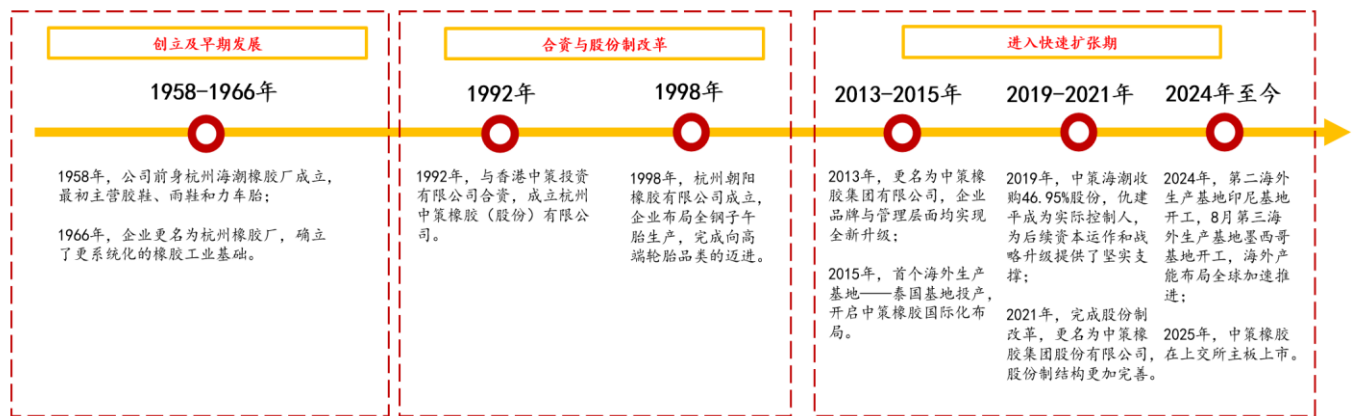 创立及早期发展
1958-1966年
1958年，公司前身杭州海潮橡胶厂成立，
最初主营胶鞋、雨鞋和力车胎；
1966年，企业更名为杭州橡胶厂，确立
了更系统化的橡胶工业基础。
合资与股份制改革
1992年
1992年，与香港中策投资
有限公司合资，成立杭州
中策橡胶（股份）有限公
司。
1998年
1998年，杭州朝阳
橡胶有限公司成立，
企业布局全钢子午
胎生产，完成向高
端轮胎品类的迈进。
进入快速扩张期
2013-2015年
2013年，更名为中策橡
胶集团有限公司，企业
品牌与管理层面均实现
全新升级；
2015年，首个海外生产
基地——泰国基地投产，
开启中策橡胶国际化布
局。
2019-2021年
2019年，中策海潮收
购46.95%股份，仇建
平成为实际控制人，
为后续资本运作和战
略升级提供了坚实支
撑；
2021年，完成股份制
改革，更名为中策橡
胶集团股份有限公司，
股份制结构更加完善。
2024年至今
2024年，第二海外
生产基地印尼基地
开工，8月第三海
外生产基地墨西哥
基地开工，海外产
能布局全球加速推
进；
2025年，中策橡胶
在上交所主板上市。